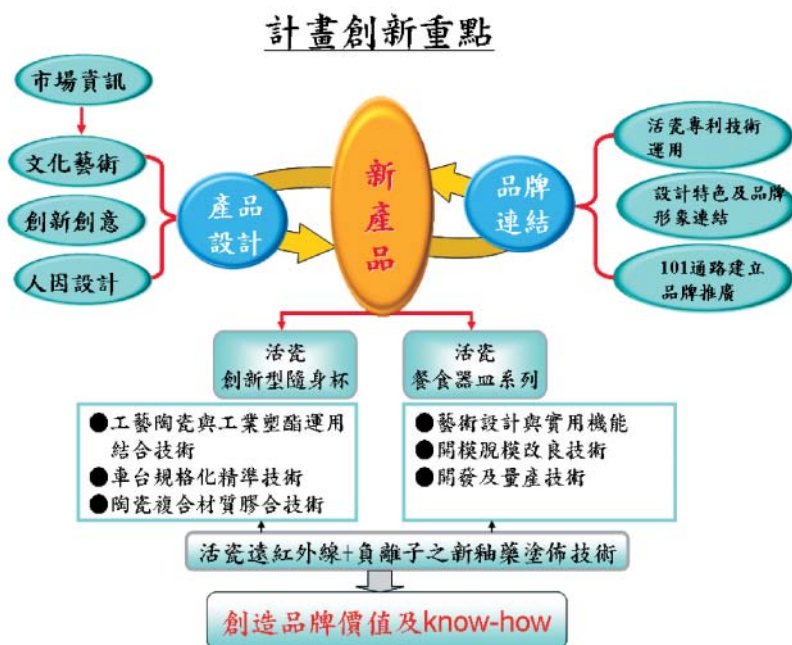 計畫創新重點
市場資訊
文化藝術
創新創意
人因設計
產品
設計
新產品
品牌
連結
活瓷專利技術
運用
設計特色及品牌
形象連結
101通路建立
品牌推廣
活瓷
創新型隨身杯
活瓷
餐食器皿系列
●工藝陶瓷與工業塑酯運用
結合技術
●車台規格化精準技術
●陶瓷複合材質膠合技術
●藝術設計與實用機能
●開模脫模改良技術
●開發及量產技術
活瓷遠紅外線+負離子之新釉藥塗佈技術
創造品牌價值及know-how